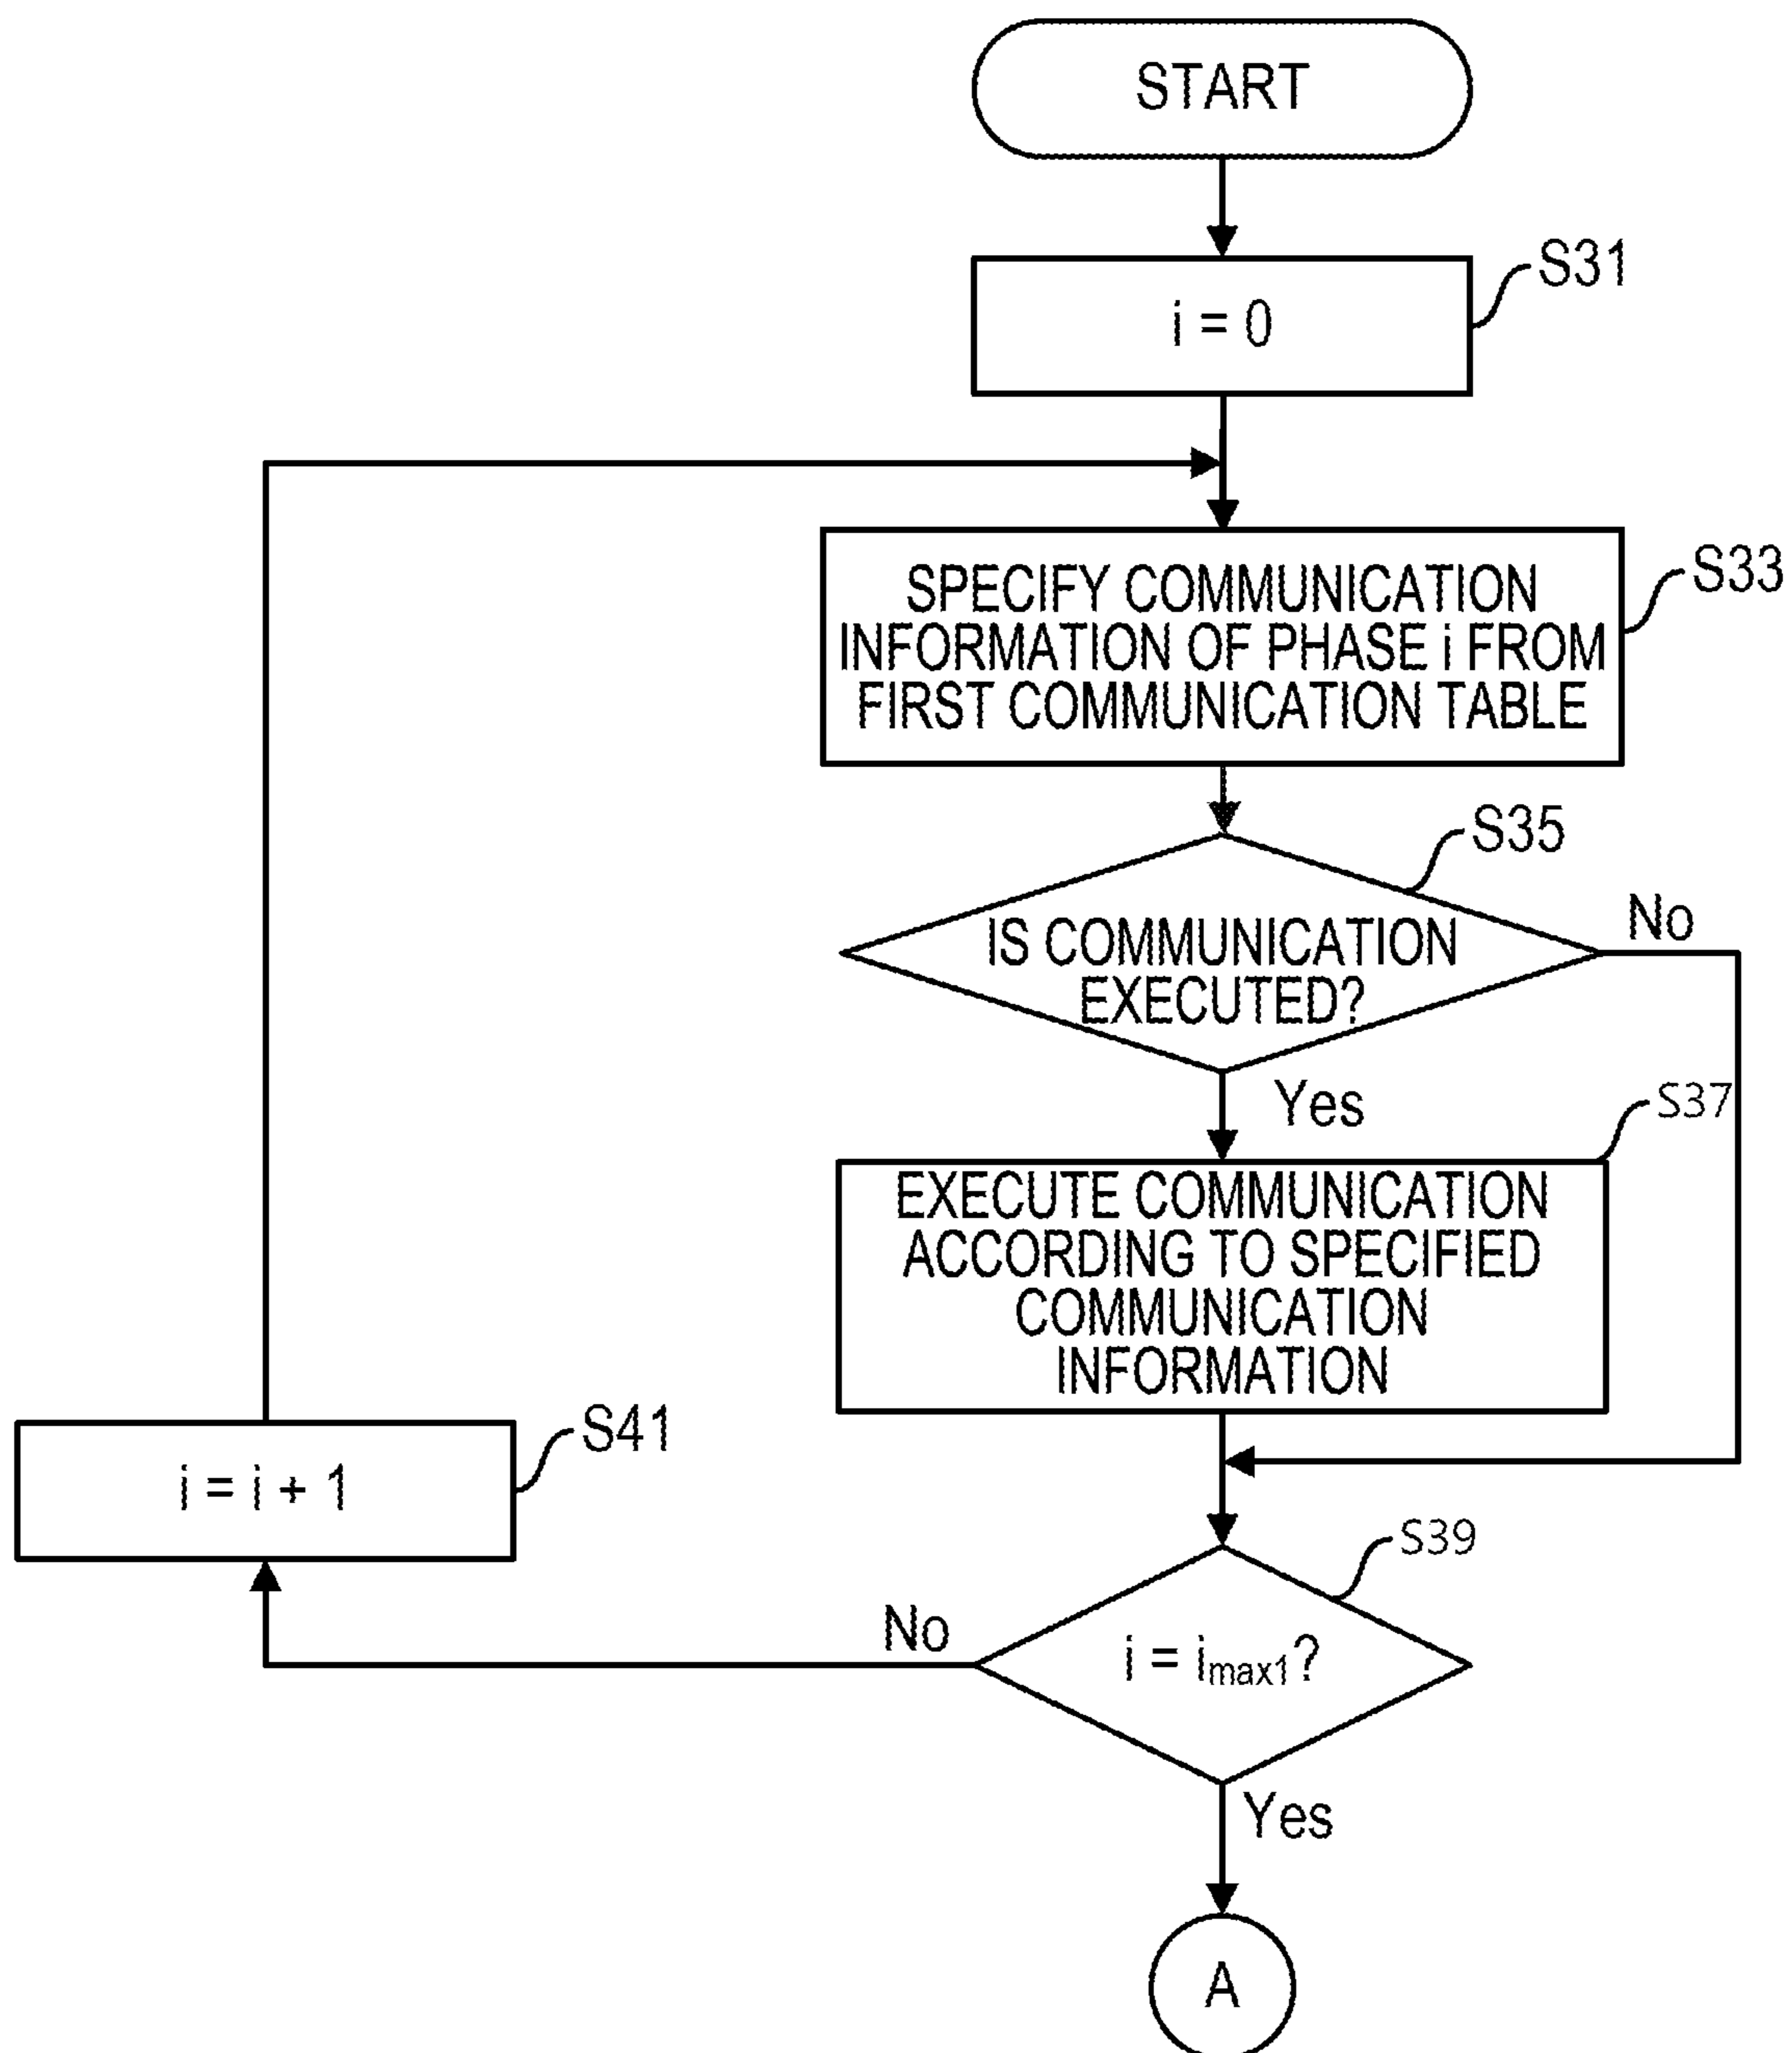 START
S31
i = 0
S33
SPECIFY COMMUNICATION
INFORMATION OF PHASE i FROM
FIRST COMMUNICATION TABLE
S35
No
IS COMMUNICATION
EXECUTED?
Yes
S37
EXECUTE COMMUNICATION
ACCORDING TO SPECIFIED
COMMUNICATION
INFORMATION
S41
i = i + 1
S39
No
i = imax1?
Yes
A